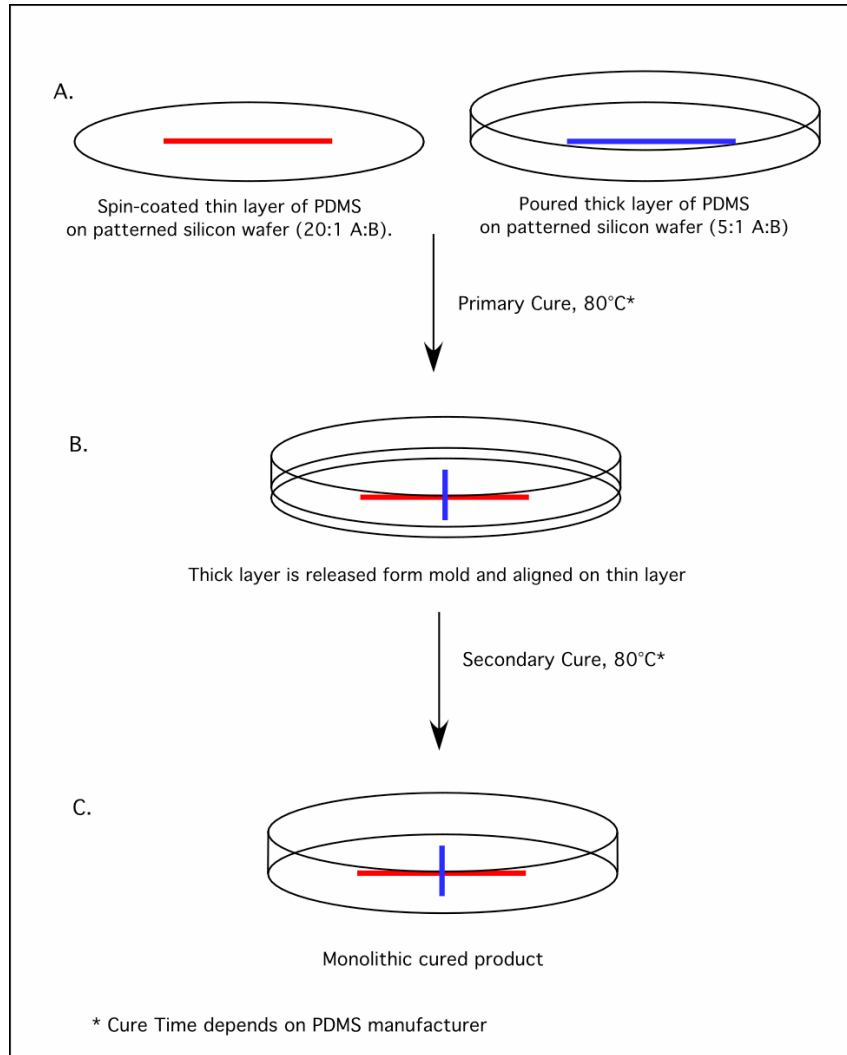 A.
Spin-coated thin layer of PDMS
on patterned silicon wafer (20:1 A:B).
Poured thick layer of PDMS
on patterned silicon wafer (5:1 A:B)
Primary Cure, 80°C*
B.
Thick layer is released form mold and aligned on thin layer
Secondary Cure, 80°C*
C.
Monolithic cured product
* Cure Time depends on PDMS manufacturer